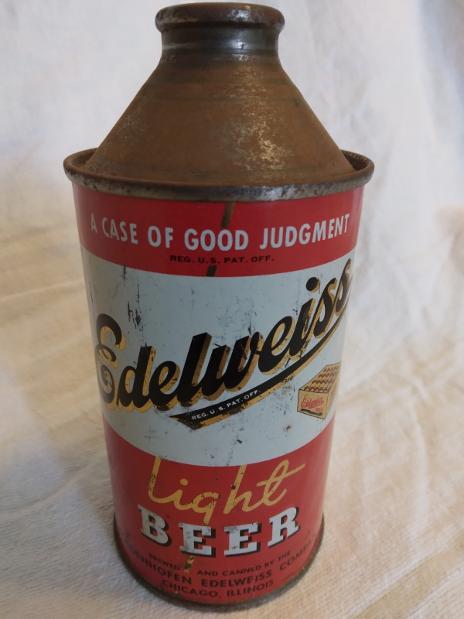 A CASE OF GOOD JUDGMENT
REG. U.S. PAT. OFF.
Edelweiss
REG. U.S. PAT. OFF.
Light
BEER
BREWED AND CANNED BY THE
EDELWEISS
CHICAGO, ILLINOIS